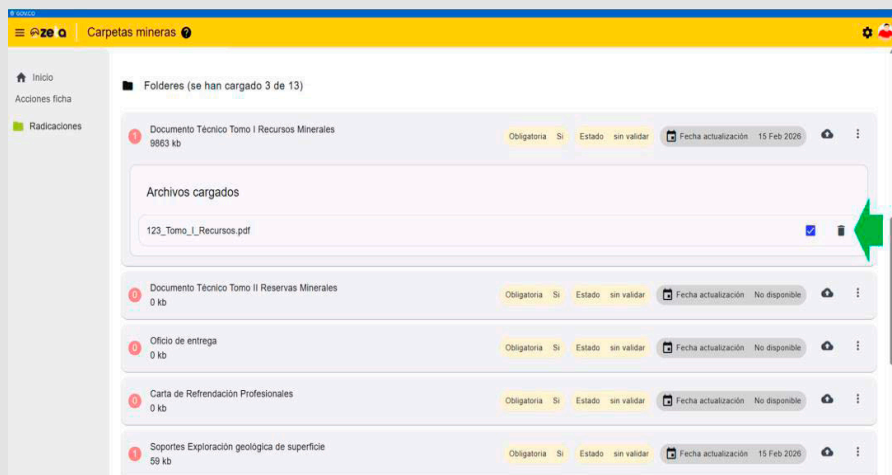 GOV.CO
Carpetas mineras
Inicio
Acciones ficha
Radicaciones
Folderes (se han cargado 3 de 13)
1 Documento Técnico Tomo I Recursos Minerales
9863 kb
Obligatoria Si Estado sin validar Fecha actualización 15 Feb 2026
Archivos cargados
123_Tomo_I_Recursos.pdf
0 Documento Técnico Tomo II Reservas Minerales
0 kb
Obligatoria Si Estado sin validar Fecha actualización No disponible
0 Oficio de entrega
0 kb
Obligatoria Si Estado sin validar Fecha actualización No disponible
0 Carta de Refrendación Profesionales
0 kb
Obligatoria Si Estado sin validar Fecha actualización No disponible
1 Soportes Exploración geológica de superficie
59 kb
Obligatoria Si Estado sin validar Fecha actualización 15 Feb 2026